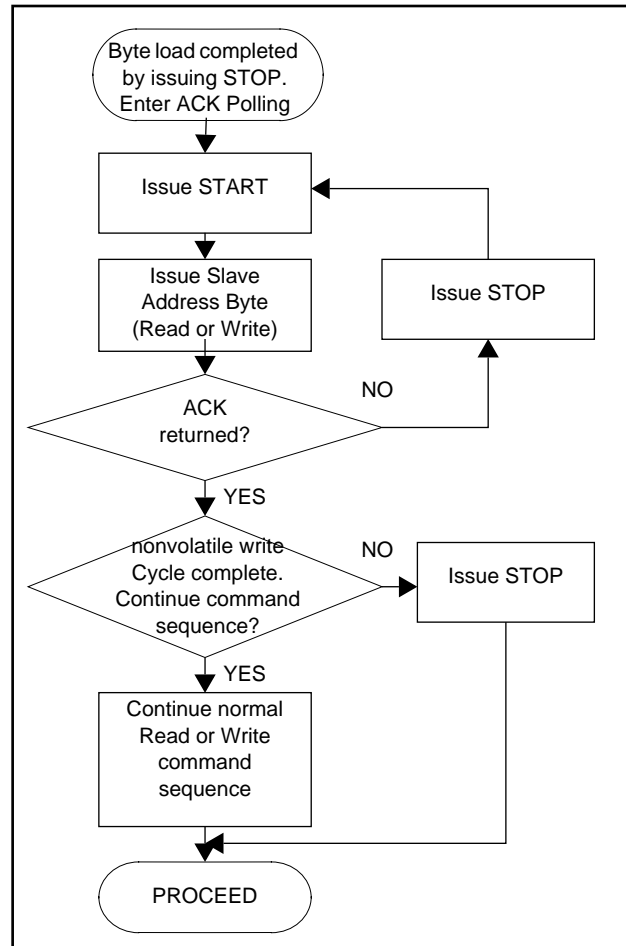 Byte load completed
by issuing STOP.
Enter ACK Polling
Issue START
Issue Slave
Address Byte
(Read or Write)
Issue STOP
ACK
returned?
NO
YES
nonvolatile write
Cycle complete.
Continue command
sequence?
NO
Issue STOP
YES
Continue normal
Read or Write
command
sequence
PROCEED